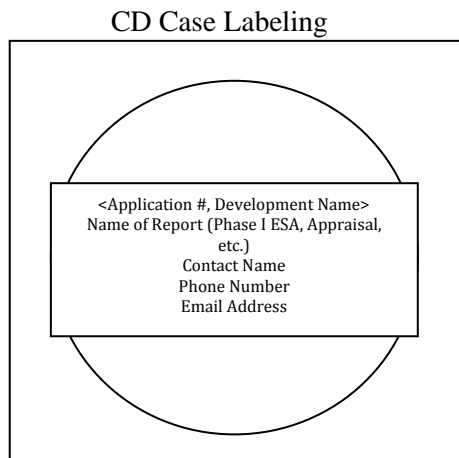 CD Case Labeling
<Application #, Development Name>
Name of Report (Phase I ESA, Appraisal,
etc.)
Contact Name
Phone Number
Email Address